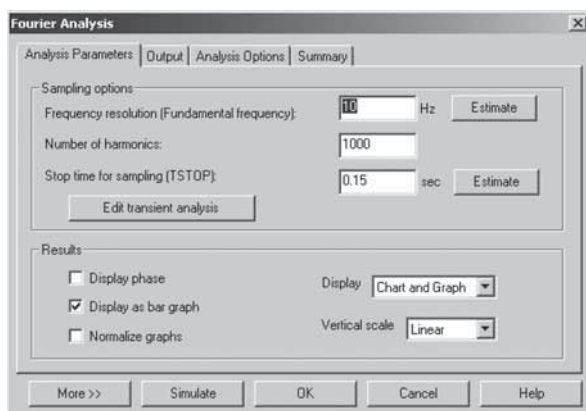 Fourier Analysis
Analysis Parameters Output Analysis Options Summary
Sampling options
Frequency resolution (Fundamental frequency): 10 Hz Estimate
Number of harmonics: 1000
Stop time for sampling (TSTOP): 0.15 sec Estimate
Edit transient analysis
Results
Display phase
Display as bar graph
Normalize graphs
Display Chart and Graph
Vertical scale Linear
More >> Simulate OK Cancel Help